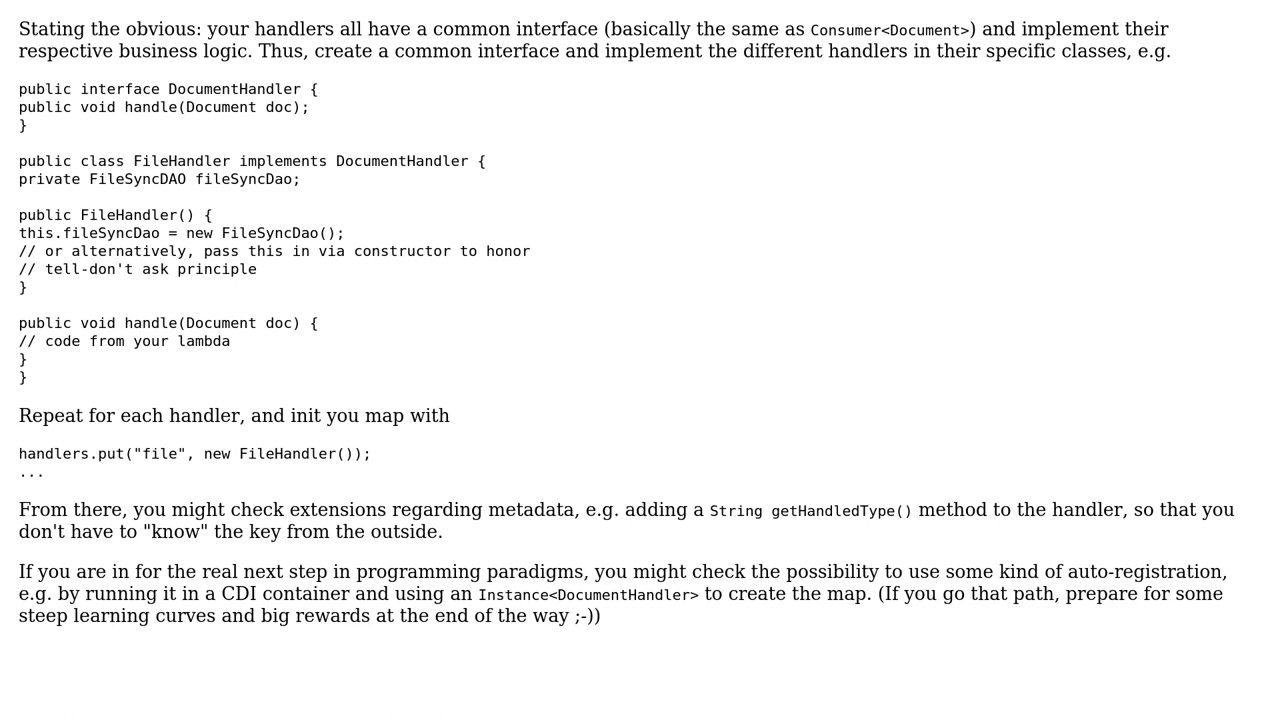 Stating the obvious: your handlers all have a common interface (basically the same as Consumer<Document>) and implement their
respective business logic. Thus, create a common interface and implement the different handlers in their specific classes, e.g.
public interface DocumentHandler {
public void handle(Document doc);
}
public class FileHandler implements DocumentHandler {
private FileSyncDAO fileSyncDao;
public FileHandler() {
this.fileSyncDao = new FileSyncDao();
// or alternatively, pass this in via constructor to honor
// tell-don't ask principle
}
public void handle(Document doc) {
// code from your lambda
}
}
Repeat for each handler, and init you map with
handlers.put("file", new FileHandler());
...
From there, you might check extensions regarding metadata, e.g. adding a String getHandledType() method to the handler, so that you
don't have to "know" the key from the outside.
If you are in for the real next step in programming paradigms, you might check the possibility to use some kind of auto-registration,
e.g. by running it in a CDI container and using an Instance<DocumentHandler> to create the map. (If you go that path, prepare for some
steep learning curves and big rewards at the end of the way ;-))